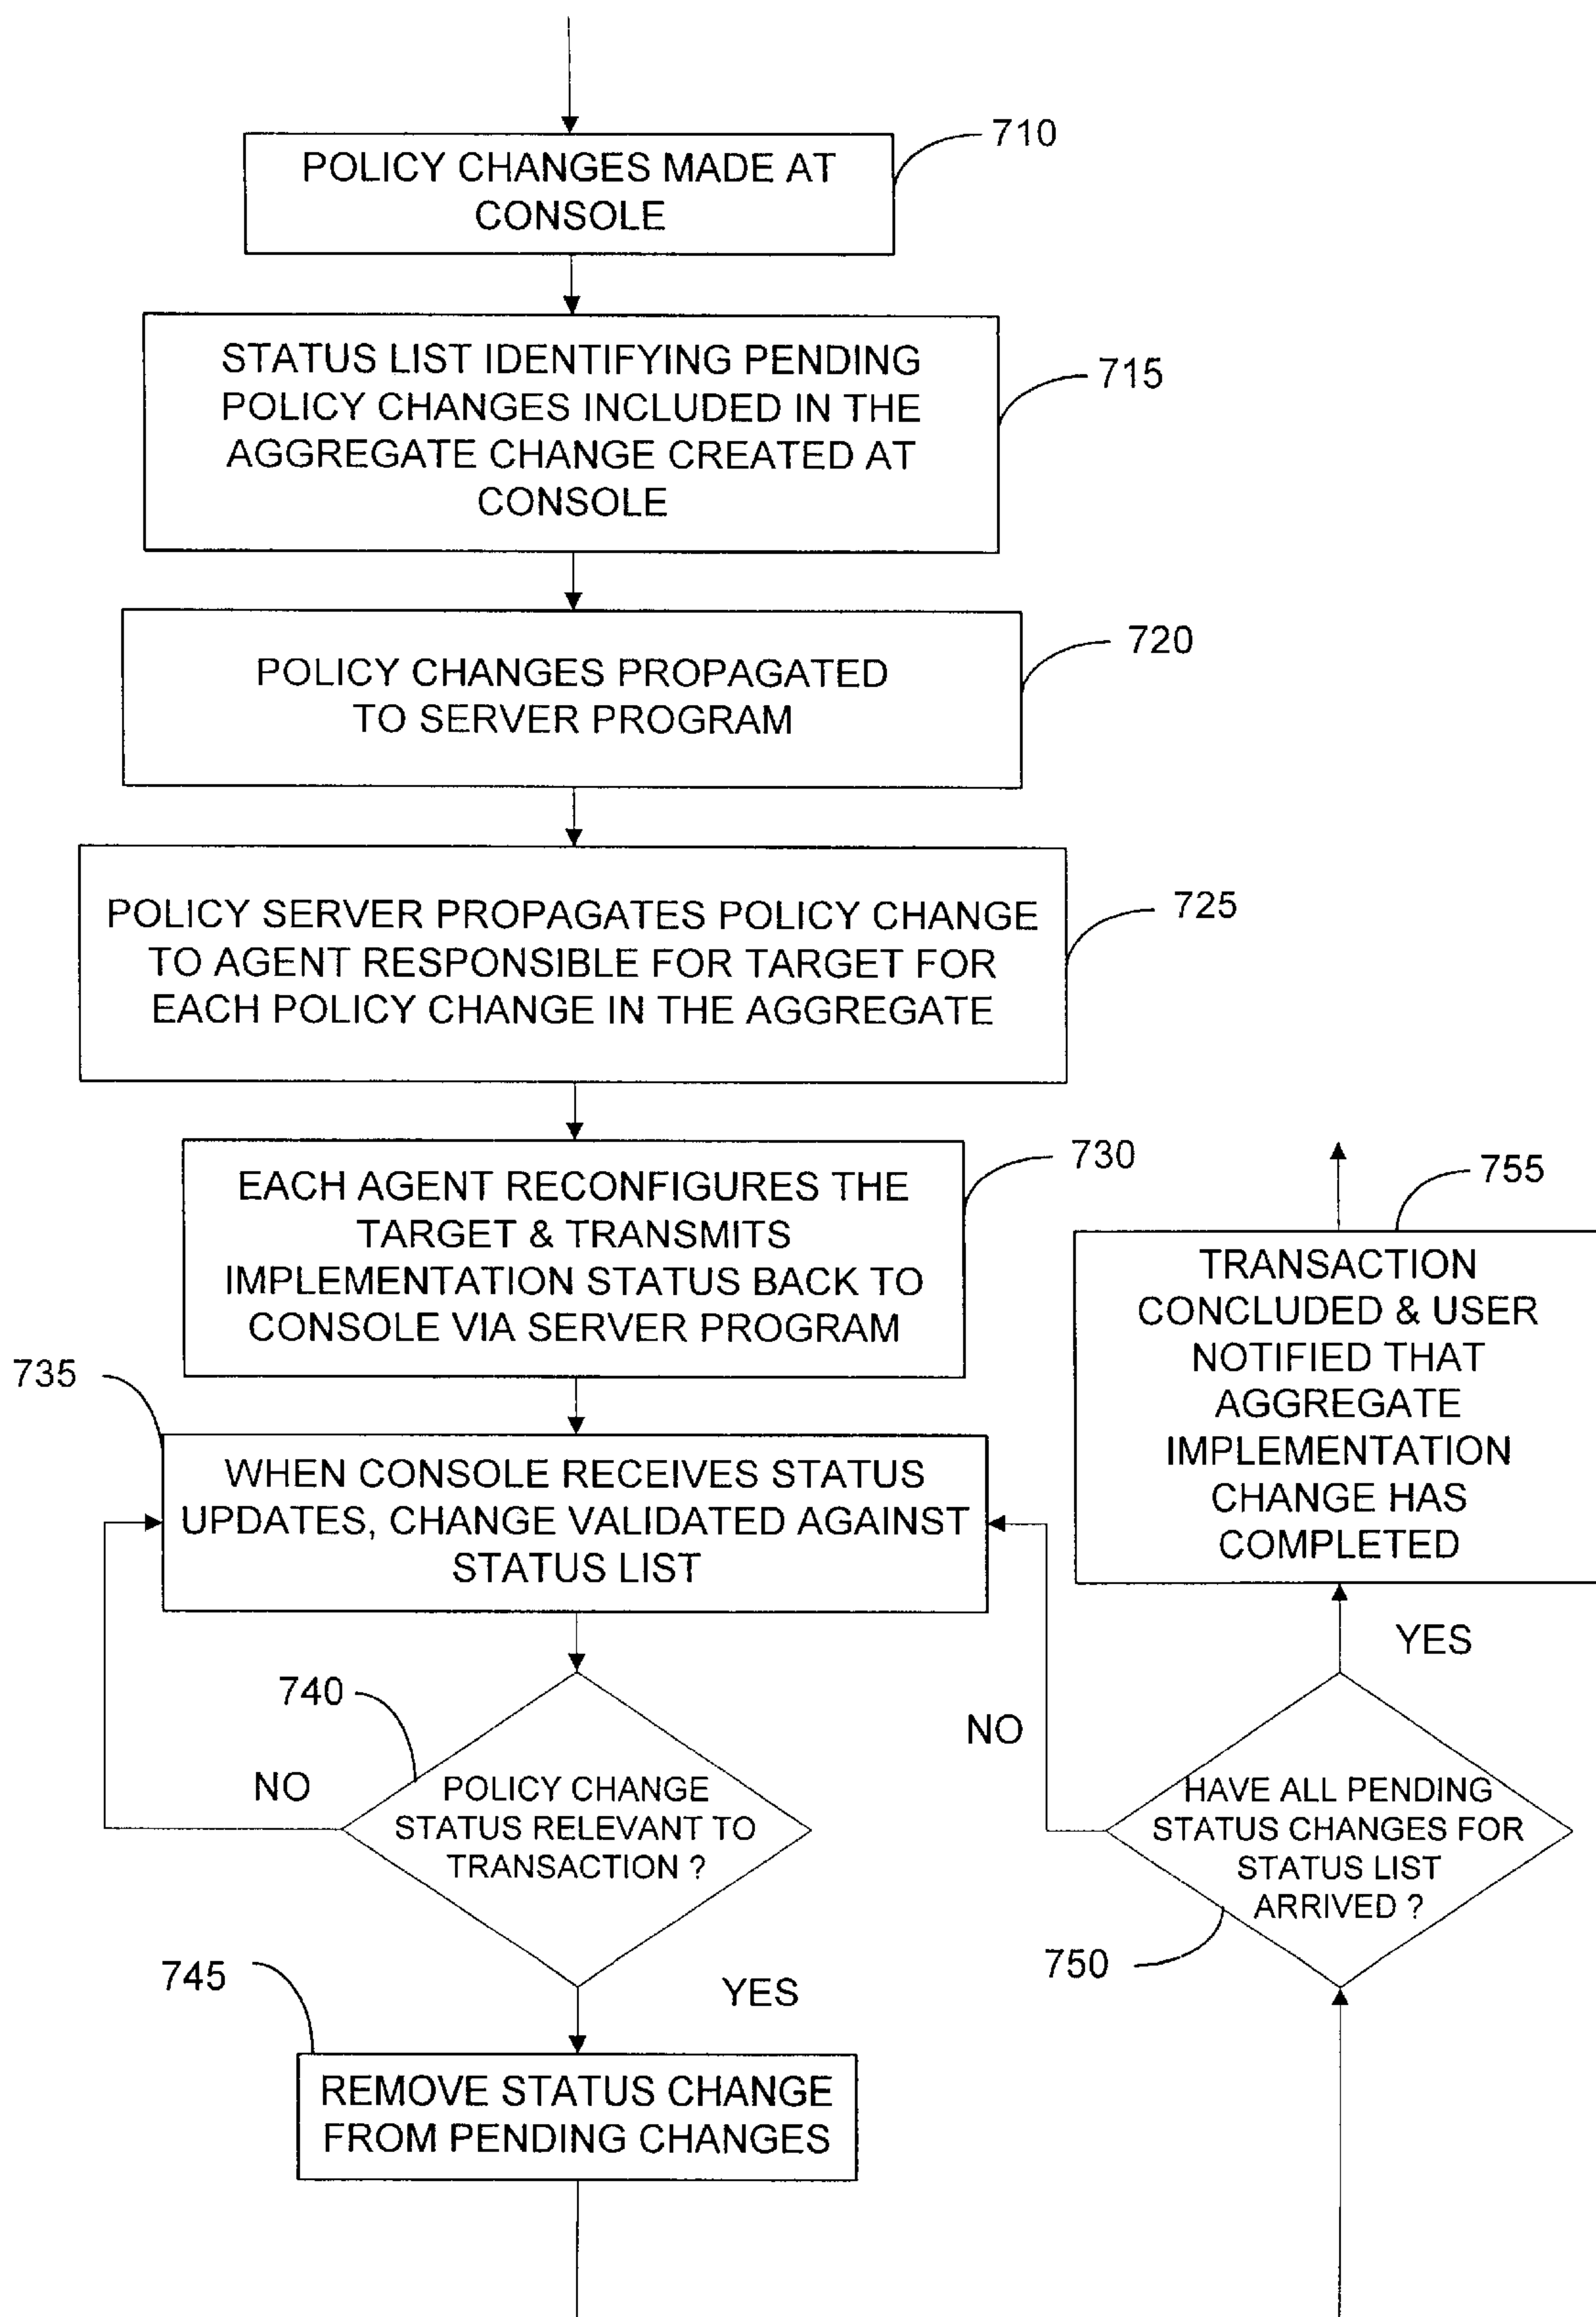 710
POLICY CHANGES MADE AT
CONSOLE
STATUS LIST IDENTIFYING PENDING
POLICY CHANGES INCLUDED IN THE
AGGREGATE CHANGE CREATED AT
CONSOLE
715
720
POLICY CHANGES PROPAGATED
TO SERVER PROGRAM
725
POLICY SERVER PROPAGATES POLICY CHANGE
TO AGENT RESPONSIBLE FOR TARGET FOR
EACH POLICY CHANGE IN THE AGGREGATE
730
EACH AGENT RECONFIGURES THE
TARGET & TRANSMITS
IMPLEMENTATION STATUS BACK TO
CONSOLE VIA SERVER PROGRAM
735
WHEN CONSOLE RECEIVES STATUS
UPDATES, CHANGE VALIDATED AGAINST
STATUS LIST
740
NO
POLICY CHANGE
STATUS RELEVANT TO
TRANSACTION ?
YES
745
REMOVE STATUS CHANGE
FROM PENDING CHANGES
755
TRANSACTION
CONCLUDED & USER
NOTIFIED THAT
AGGREGATE
IMPLEMENTATION
CHANGE HAS
COMPLETED
YES
NO
HAVE ALL PENDING
STATUS CHANGES FOR
STATUS LIST
ARRIVED ?
750